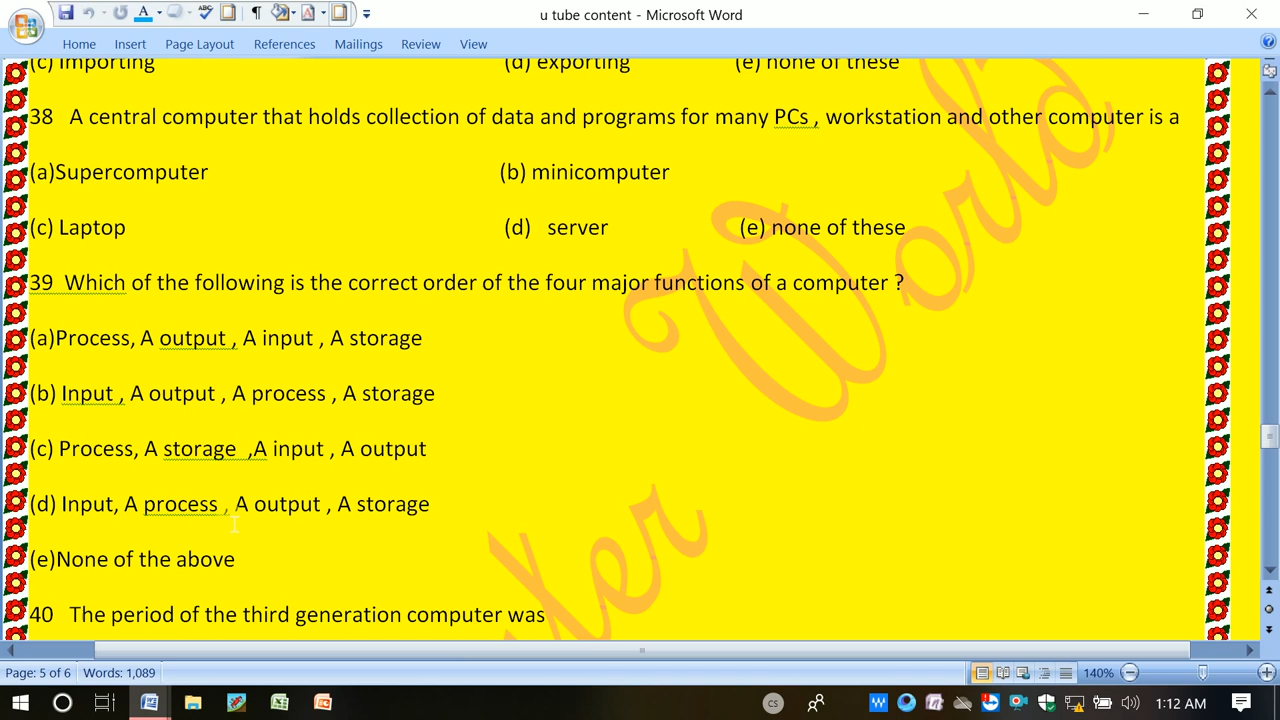 u tube content - Microsoft Word
Home Insert Page Layout References Mailings Review View
(c) Importing (d) exporting (e) none of these
38 A central computer that holds collection of data and programs for many PCs , workstation and other computer is a
(a)Supercomputer (b) minicomputer
(c) Laptop (d) server (e) none of these
39 Which of the following is the correct order of the four major functions of a computer ?
(a)Process, A output , A input , A storage
(b) Input , A output , A process , A storage
(c) Process, A storage ,A input , A output
(d) Input, A process , A output , A storage
(e)None of the above
40 The period of the third generation computer was
World
uter
Page: 5 of 6 Words: 1,089 140%
CS 1:12 AM